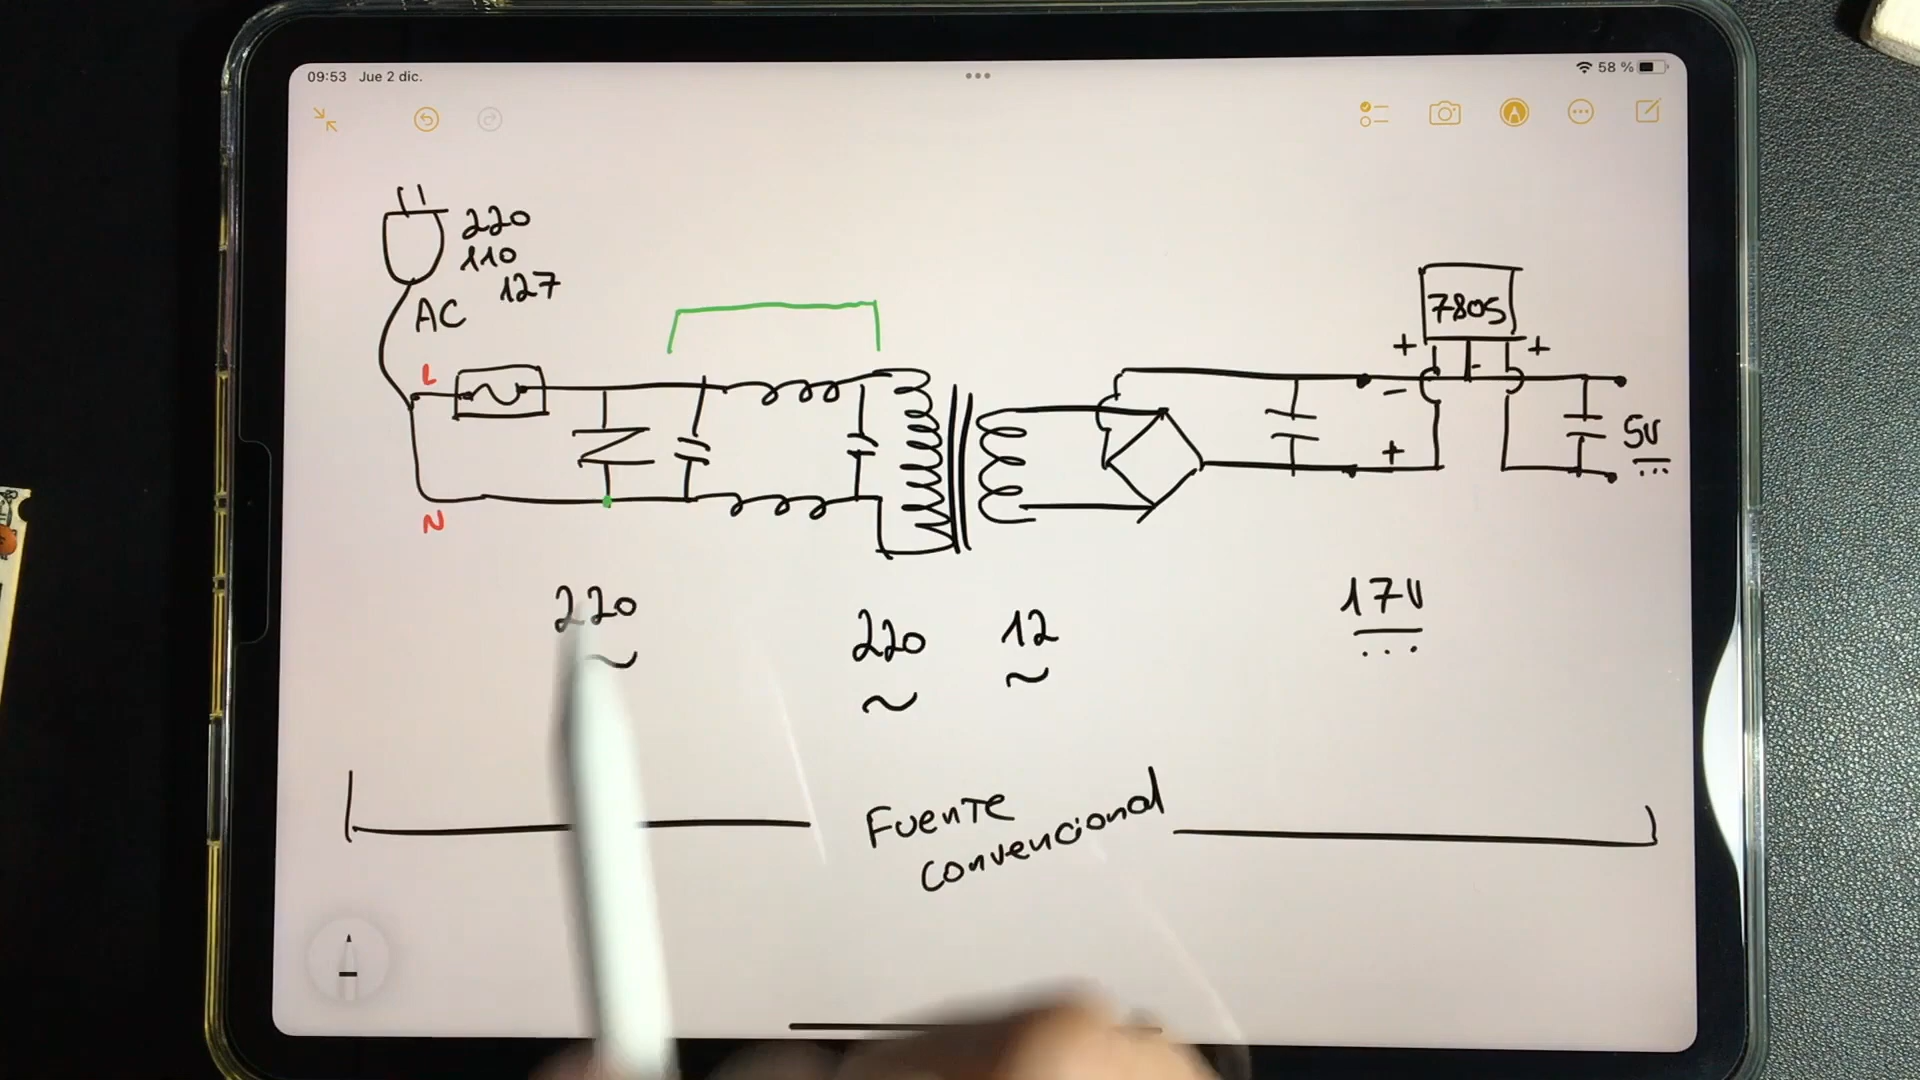 09:53 Jue 2 dic.
58 %
220
110
127
AC
L
N
7805
+ - +
-
+
5V
220
~
220
~
12
~
17V
Fuente
convencional